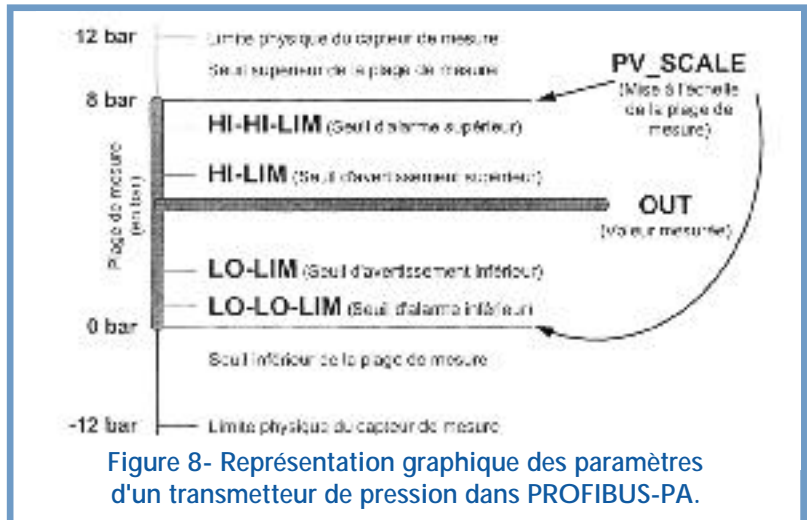 12 bar
Limite physique du capteur de mesure
Seuil supérieur de la plage de mesure
PV_SCALE
(Mise à l'échelle
de la plage de
mesure)
8 bar
HI-HI-LIM (Seuil d'alarme supérieur)
HI-LIM (Seuil d'avertissement supérieur)
Plage de mesure
(en bar)
OUT
(Valeur mesurée)
LO-LIM (Seuil d'avertissement inférieur)
LO-LO-LIM (Seuil d'alarme inférieur)
0 bar
Seuil inférieur de la plage de mesure
-12 bar
Limite physique du capteur de mesure
Figure 8- Représentation graphique des paramètres
d'un transmetteur de pression dans PROFIBUS-PA.